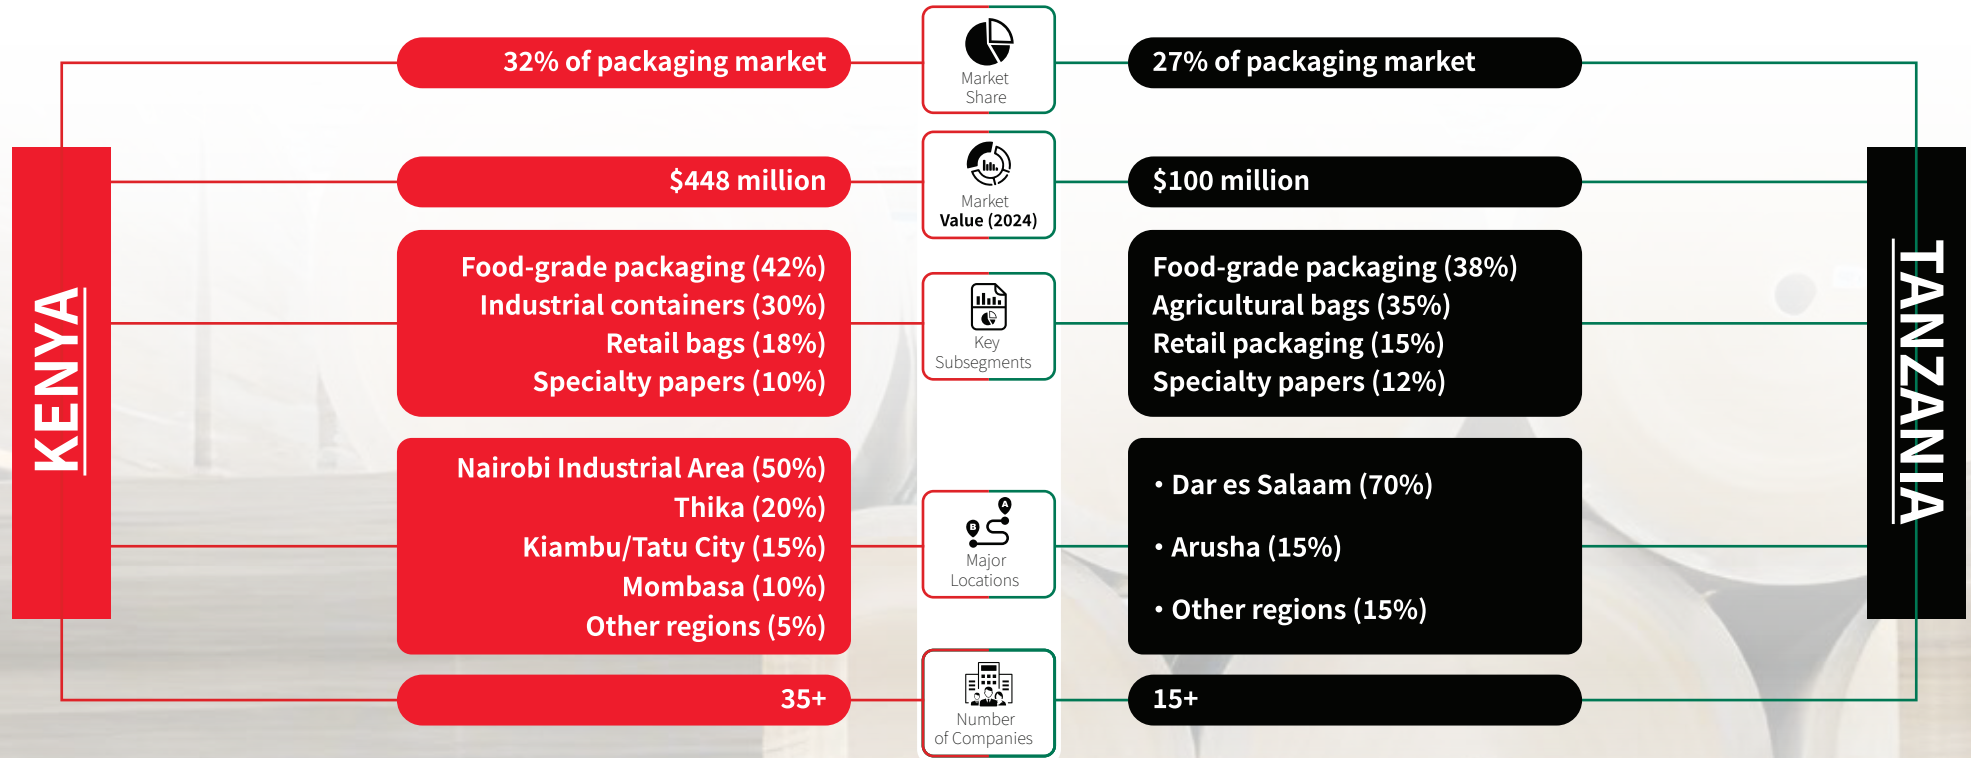 KENYA
32% of packaging market
Market
Share
27% of packaging market
$448 million
Market
Value (2024)
$100 million
Food-grade packaging (42%)
Industrial containers (30%)
Retail bags (18%)
Specialty papers (10%)
Key
Subsegments
Food-grade packaging (38%)
Agricultural bags (35%)
Retail packaging (15%)
Specialty papers (12%)
Nairobi Industrial Area (50%)
Thika (20%)
Kiambu/Tatu City (15%)
Mombasa (10%)
Other regions (5%)
A
B
Major
Locations
• Dar es Salaam (70%)
• Arusha (15%)
• Other regions (15%)
35+
Number
of Companies
15+
TANZANIA